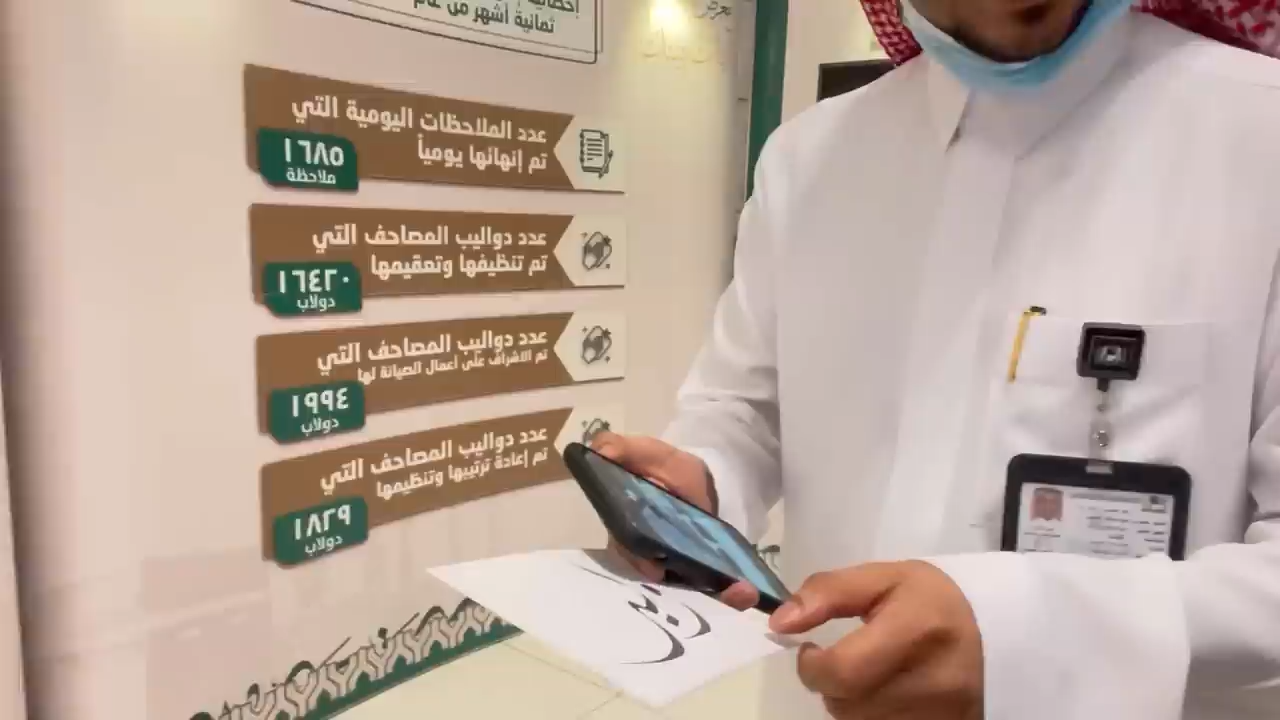 ثمانية أشهر من عام
عدد الملاحظات اليومية التي
تم إنهائها يومياً
١٦٨٥
ملاحظة
عدد دواليب المصاحف التي
تم تنظيفها وتعقيمها
١٦٤٢٠
دولاب
عدد دواليب المصاحف التي
تم الاشراف على أعمال الصيانة لها
١٩٩٤
دولاب
عدد دواليب المصاحف التي
تم إعادة ترتيبها وتنظيمها
١٨٢٩
دولاب